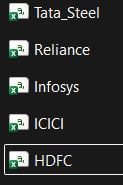 Tata_Steel
Reliance
Infosys
ICICI
HDFC